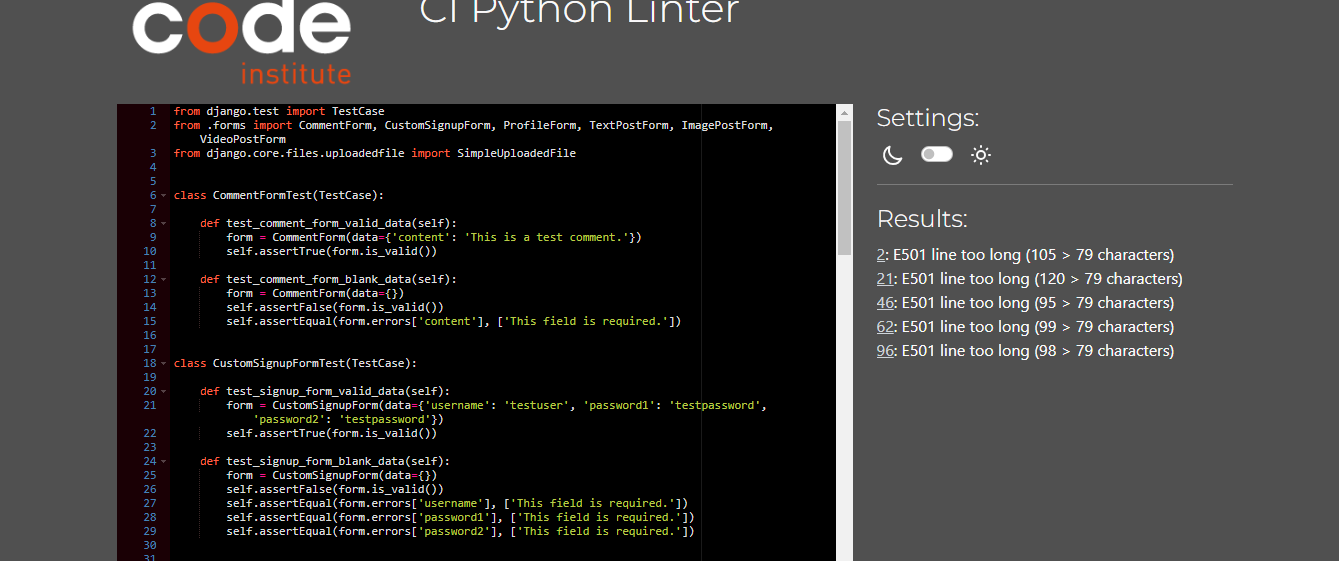 code
institute
CI Python Linter
1 from django.test import TestCase
2 from .forms import CommentForm, CustomSignupForm, ProfileForm, TextPostForm, ImagePostForm,
VideoPostForm
3 from django.core.files.uploadedfile import SimpleUploadedFile
4
5
6 class CommentFormTest(TestCase):
7
8 def test_comment_form_valid_data(self):
9 form = CommentForm(data={'content': 'This is a test comment.'})
10 self.assertTrue(form.is_valid())
11
12 def test_comment_form_blank_data(self):
13 form = CommentForm(data={})
14 self.assertFalse(form.is_valid())
15 self.assertEqual(form.errors['content'], ['This field is required.'])
16
17
18 class CustomSignupFormTest(TestCase):
19
20 def test_signup_form_valid_data(self):
21 form = CustomSignupForm(data={'username': 'testuser', 'password1': 'testpassword',
'password2': 'testpassword'})
22 self.assertTrue(form.is_valid())
23
24 def test_signup_form_blank_data(self):
25 form = CustomSignupForm(data={})
26 self.assertFalse(form.is_valid())
27 self.assertEqual(form.errors['username'], ['This field is required.'])
28 self.assertEqual(form.errors['password1'], ['This field is required.'])
29 self.assertEqual(form.errors['password2'], ['This field is required.'])
30
31
Settings:
Results:
2: E501 line too long (105 > 79 characters)
21: E501 line too long (120 > 79 characters)
46: E501 line too long (95 > 79 characters)
62: E501 line too long (99 > 79 characters)
96: E501 line too long (98 > 79 characters)